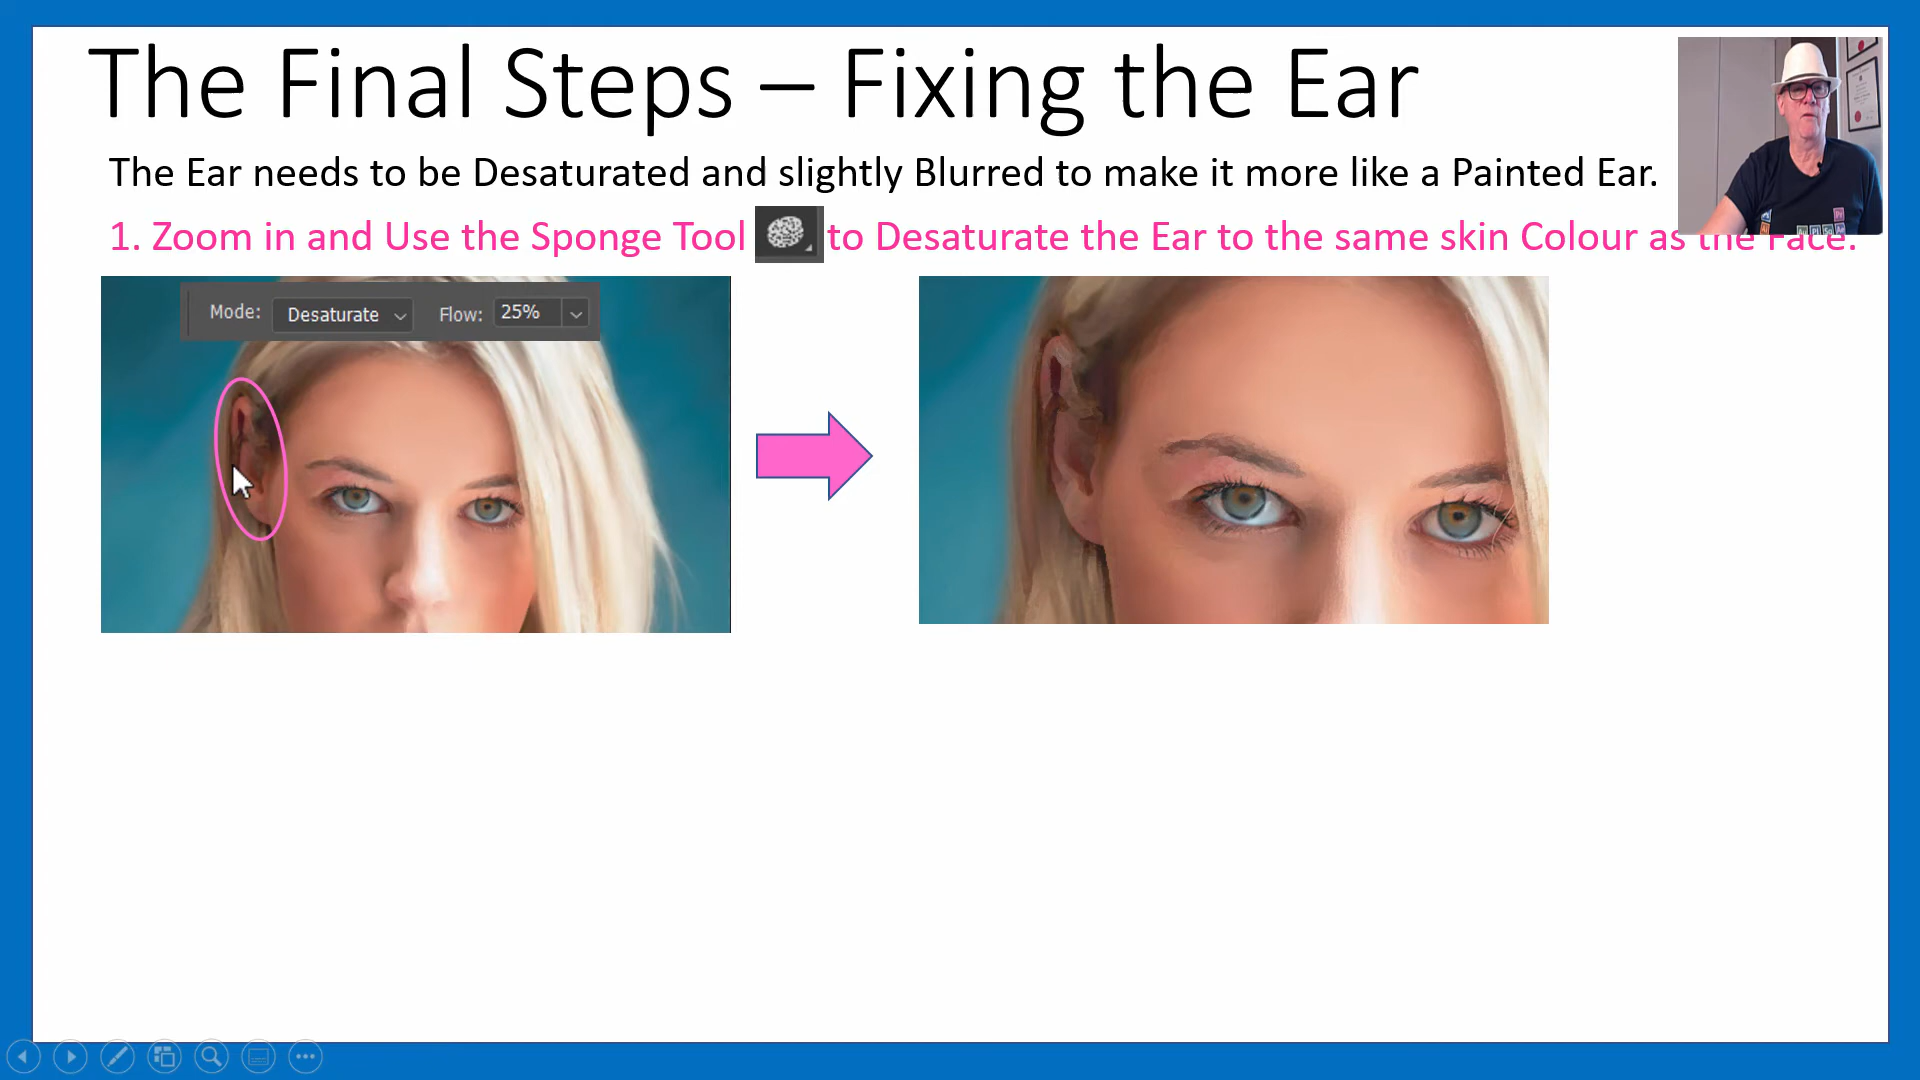 The Final Steps – Fixing the Ear
The Ear needs to be Desaturated and slightly Blurred to make it more like a Painted Ear.
1. Zoom in and Use the Sponge Tool to Desaturate the Ear to the same skin Colour as the Face.
Mode: Desaturate Flow: 25%